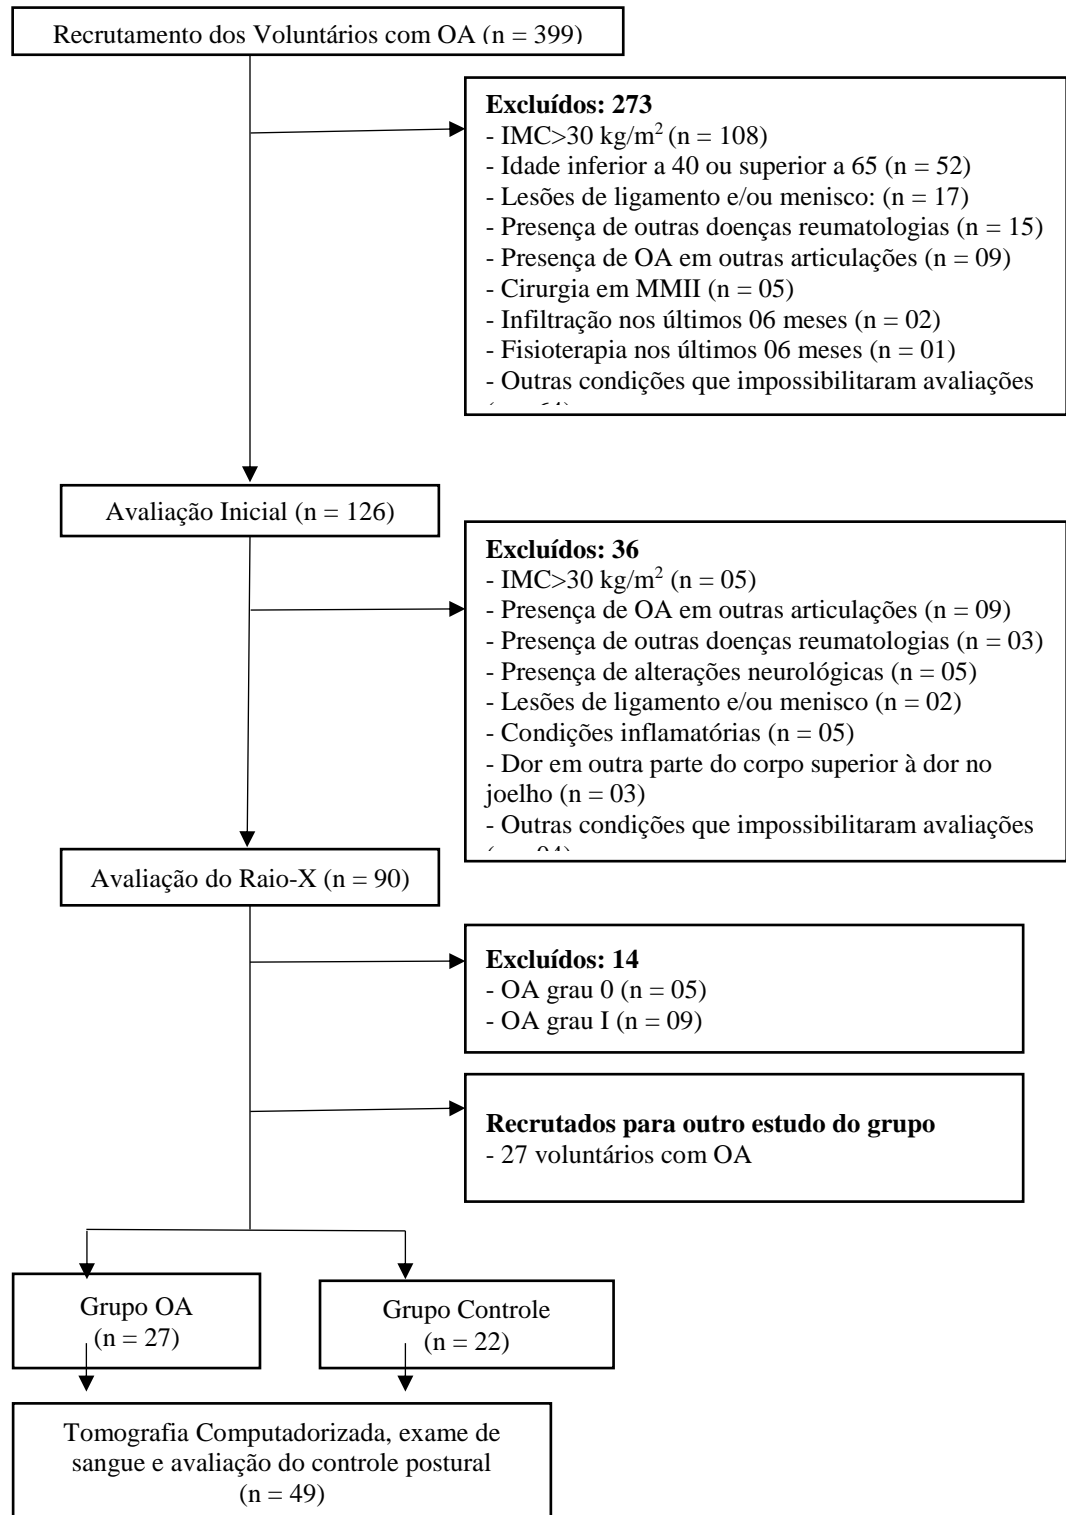 Recrutamento dos Voluntários com OA (n = 399)
Excluídos: 273
- IMC>30 kg/m² (n = 108)
- Idade inferior a 40 ou superior a 65 (n = 52)
- Lesões de ligamento e/ou menisco: (n = 17)
- Presença de outras doenças reumatologias (n = 15)
- Presença de OA em outras articulações (n = 09)
- Cirurgia em MMII (n = 05)
- Infiltração nos últimos 06 meses (n = 02)
- Fisioterapia nos últimos 06 meses (n = 01)
- Outras condições que impossibilitaram avaliações
Avaliação Inicial (n = 126)
Excluídos: 36
- IMC>30 kg/m² (n = 05)
- Presença de OA em outras articulações (n = 09)
- Presença de outras doenças reumatologias (n = 03)
- Presença de alterações neurológicas (n = 05)
- Lesões de ligamento e/ou menisco (n = 02)
- Condições inflamatórias (n = 05)
- Dor em outra parte do corpo superior à dor no
joelho (n = 03)
- Outras condições que impossibilitaram avaliações
Avaliação do Raio-X (n = 90)
Excluídos: 14
- OA grau 0 (n = 05)
- OA grau I (n = 09)
Recrutados para outro estudo do grupo
- 27 voluntários com OA
Grupo OA
(n = 27)
Grupo Controle
(n = 22)
Tomografia Computadorizada, exame de
sangue e avaliação do controle postural
(n = 49)